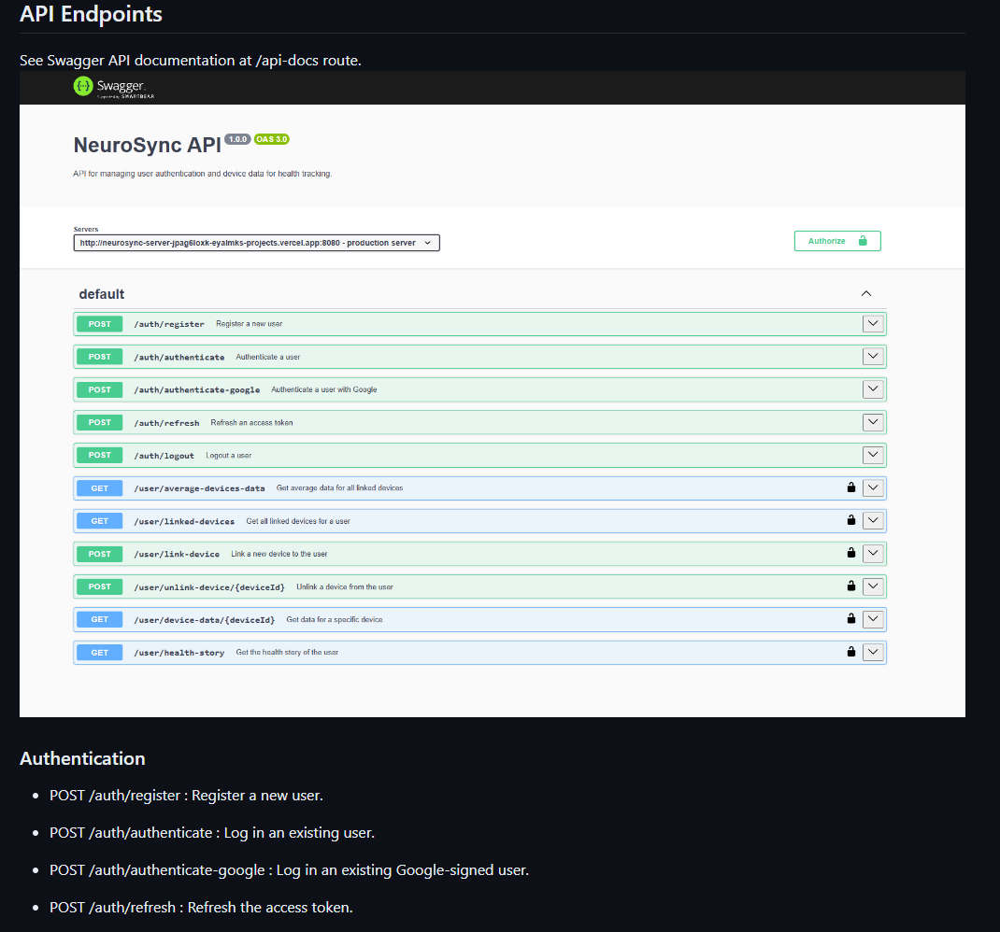 API Endpoints
See Swagger API documentation at /api-docs route.
Swagger.
Supported by SMARTBEAR
NeuroSync API 1.0.0 OAS 3.0
API for managing user authentication and device data for health tracking.
Servers
http://neurosync-server-jpag6loxk-eyalmks-projects.vercel.app:8080 - production server
Authorize
default
POST /auth/register Register a new user
POST /auth/authenticate Authenticate a user
POST /auth/authenticate-google Authenticate a user with Google
POST /auth/refresh Refresh an access token
POST /auth/logout Logout a user
GET /user/average-devices-data Get average data for all linked devices
GET /user/linked-devices Get all linked devices for a user
POST /user/link-device Link a new device to the user
POST /user/unlink-device/{deviceId} Unlink a device from the user
GET /user/device-data/{deviceId} Get data for a specific device
GET /user/health-story Get the health story of the user
Authentication
• POST /auth/register : Register a new user.
• POST /auth/authenticate : Log in an existing user.
• POST /auth/authenticate-google : Log in an existing Google-signed user.
• POST /auth/refresh : Refresh the access token.